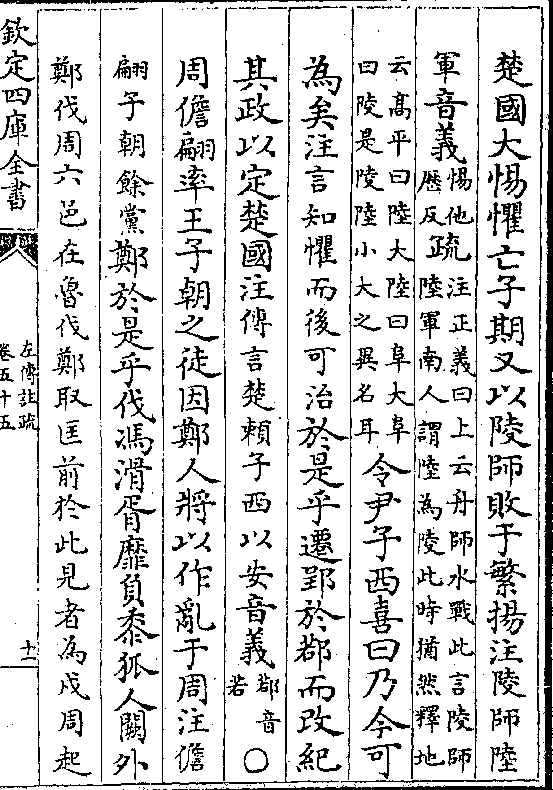 楚國大惕懼亡子期又以陵師敗于繁揚注陵師陸
軍音義惕他歴反疏注正義曰上云舟師水戰此言陵師陸軍南人謂陸為陵此時猶然釋地
云髙平曰陸大陸曰阜大阜曰陵是陵陸小大之異名耳令尹子西喜曰乃今可
為矣注言知懼而後可治於是乎遷郢於鄀而改紀
其政以定楚國注傳言楚賴子西以安音義鄀音若○
周儋翩率王子朝之徒因鄭人將以作亂于周注儋
翩子朝餘黨鄭於是乎伐馮滑胥靡負黍狐人闕外
鄭伐周六邑在魯伐鄭取匡前於此見者為戍周起
欽定四庫全書
左傳註疏
卷五十五
十一